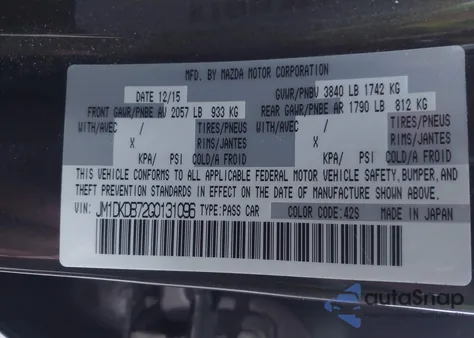 MFD. BY MAZDA MOTOR CORPORATION
DATE 12/15 GVWR/PNBV 3840 LB 1742 KG
FRONT GAWR/PNBE AV 2057 LB 933 KG REAR GAWR/PNBE AR 1790 LB 812 KG
WITH/AVEC / TIRES/PNEUS WITH/AVEC / TIRES/PNEUS
X RIMS/JANTES X RIMS/JANTES
KPA/ PSI COLD/A FROID KPA/ PSI COLD/A FROID
THIS VEHICLE CONFORMS TO ALL APPLICABLE FEDERAL MOTOR VEHICLE SAFETY, BUMPER, AND
THEFT PREVENTION STANDARDS IN EFFECT ON THE DATE OF MANUFACTURE SHOWN ABOVE.
VIN: JM1DKDB72G0131096 TYPE:PASS CAR COLOR CODE:42S MADE IN JAPAN
autoSnap